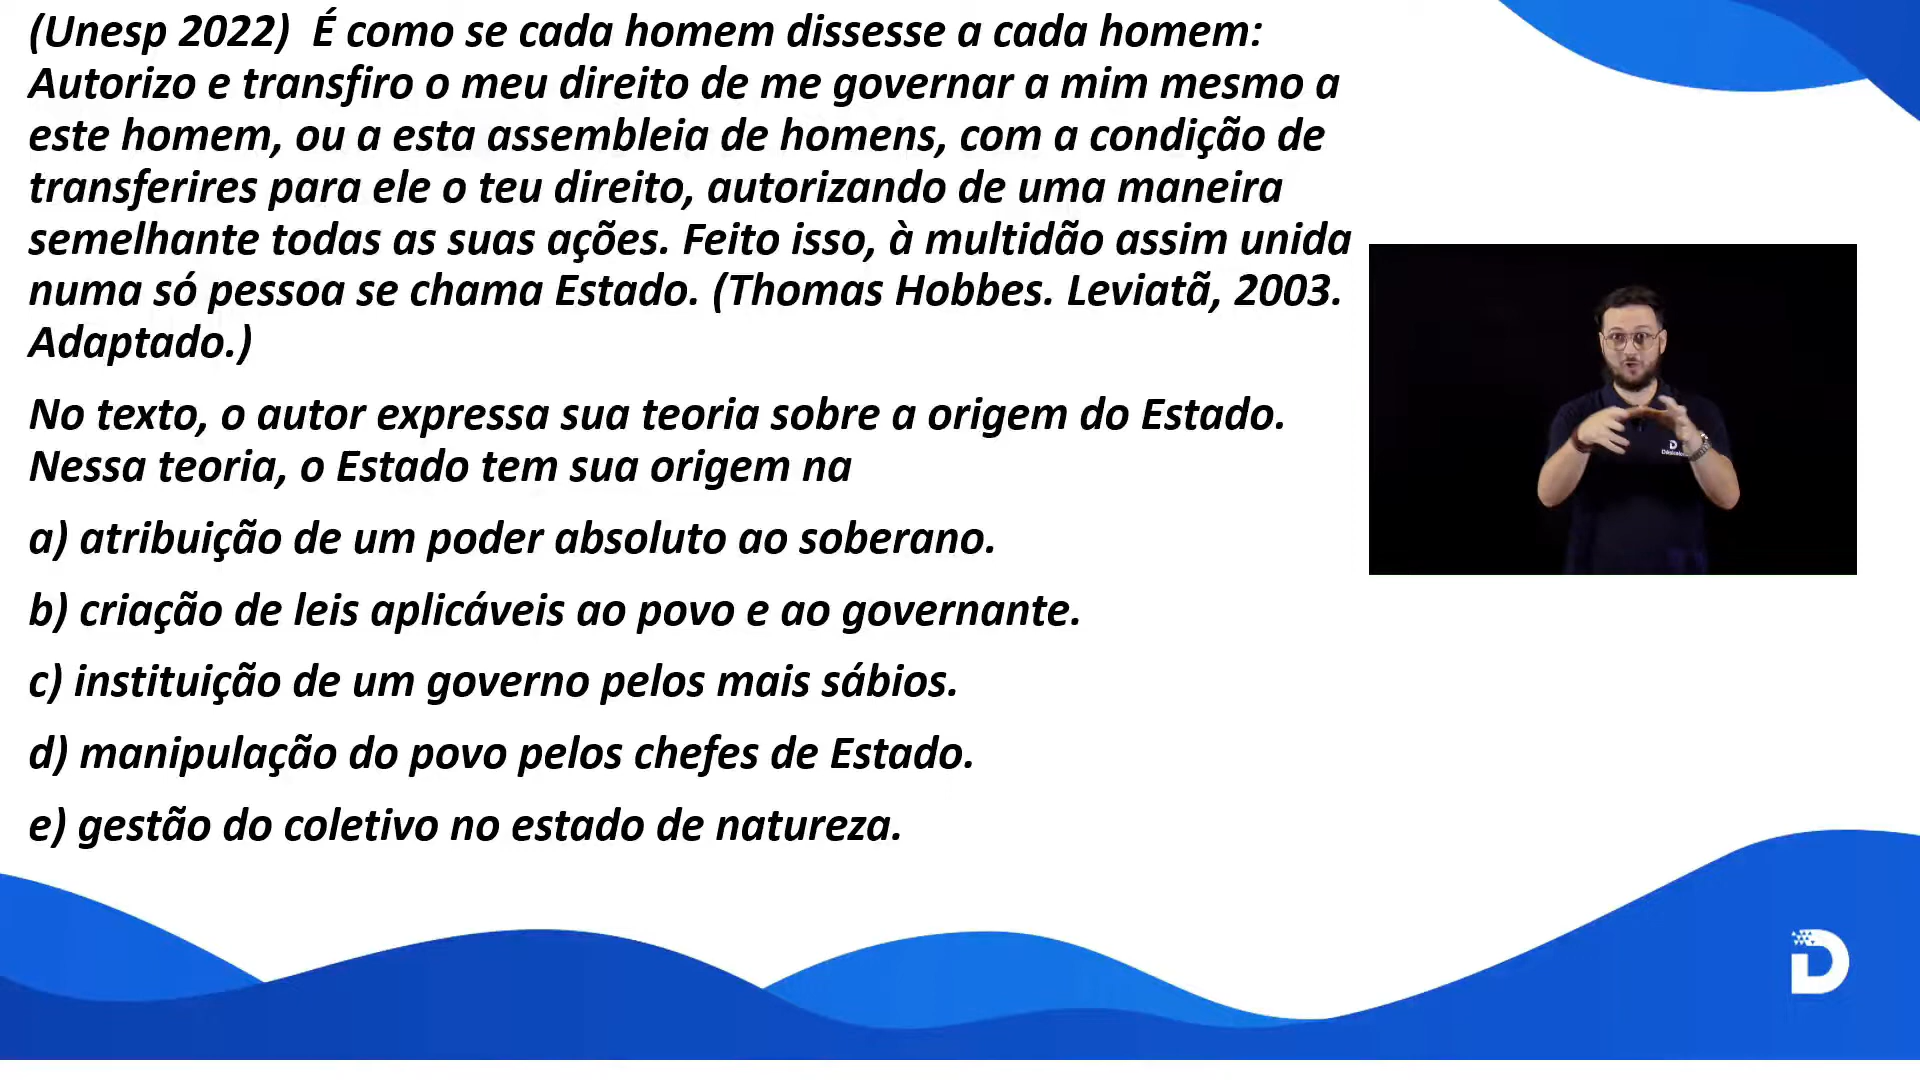 (Unesp 2022)  É como se cada homem dissesse a cada homem:
Autorizo e transfiro o meu direito de me governar a mim mesmo a
este homem, ou a esta assembleia de homens, com a condição de
transferires para ele o teu direito, autorizando de uma maneira
semelhante todas as suas ações. Feito isso, à multidão assim unida
numa só pessoa se chama Estado. (Thomas Hobbes. Leviatã, 2003.
Adaptado.)
No texto, o autor expressa sua teoria sobre a origem do Estado.
Nessa teoria, o Estado tem sua origem na
a) atribuição de um poder absoluto ao soberano.
b) criação de leis aplicáveis ao povo e ao governante.
c) instituição de um governo pelos mais sábios.
d) manipulação do povo pelos chefes de Estado.
e) gestão do coletivo no estado de natureza.